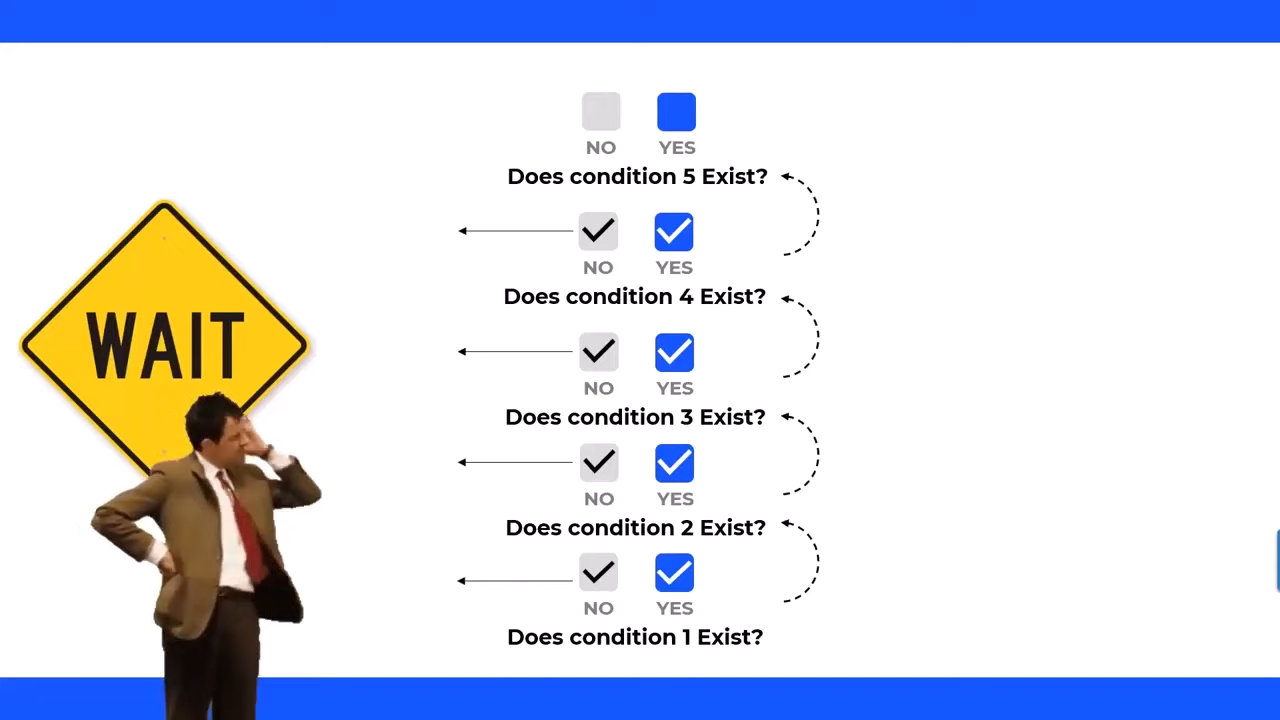 NO YES
Does condition 5 Exist?
NO YES
Does condition 4 Exist?
NO YES
Does condition 3 Exist?
NO YES
Does condition 2 Exist?
NO YES
Does condition 1 Exist?
WAIT